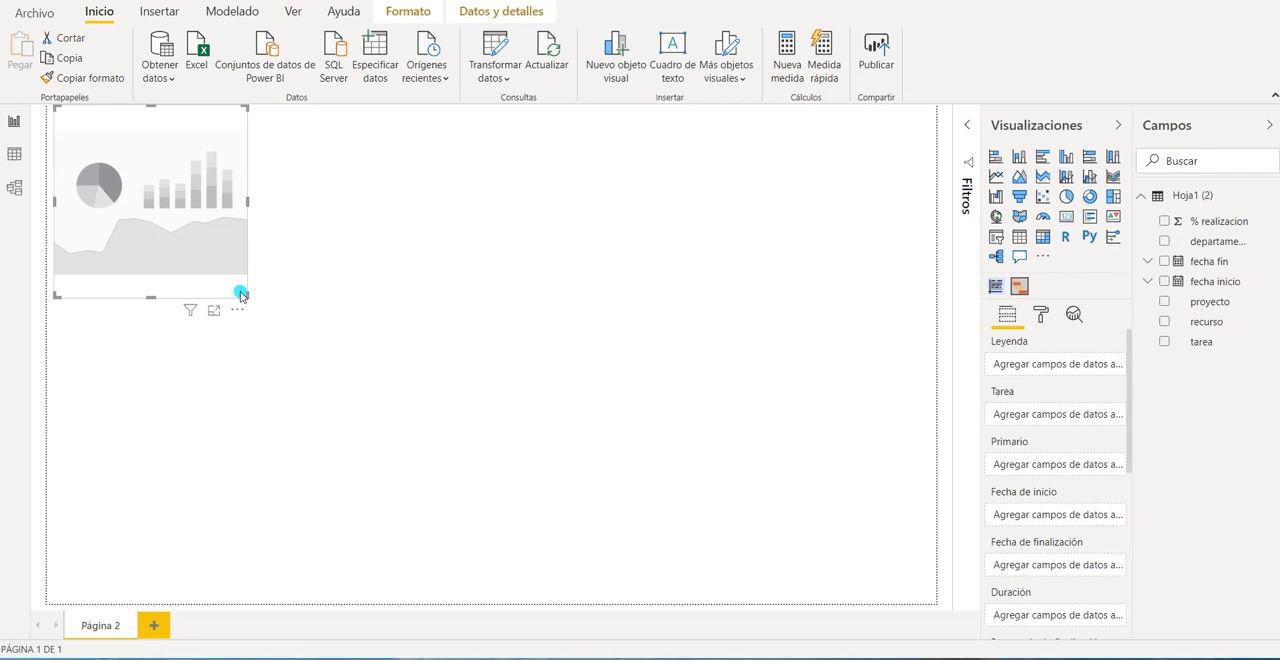 Archivo
Inicio
Insertar
Modelado
Ver
Ayuda
Formato
Datos y detalles
Pegar
Cortar
Copia
Copiar formato
Portapapeles
Obtener datos
Excel
Conjuntos de datos de Power BI
SQL Server
Especificar datos
Orígenes recientes
Datos
Transformar datos
Actualizar
Consultas
Nuevo objeto visual
Cuadro de texto
Más objetos visuales
Insertar
Nueva medida
Medida rápida
Cálculos
Publicar
Compartir
Filtros
Visualizaciones
R
Py
Leyenda
Agregar campos de datos a...
Tarea
Agregar campos de datos a...
Primario
Agregar campos de datos a...
Fecha de inicio
Agregar campos de datos a...
Fecha de finalización
Agregar campos de datos a...
Duración
Agregar campos de datos a...
Campos
Buscar
Hoja1 (2)
% realizacion
departame...
fecha fin
fecha inicio
proyecto
recurso
tarea
Página 2
PÁGINA 1 DE 1